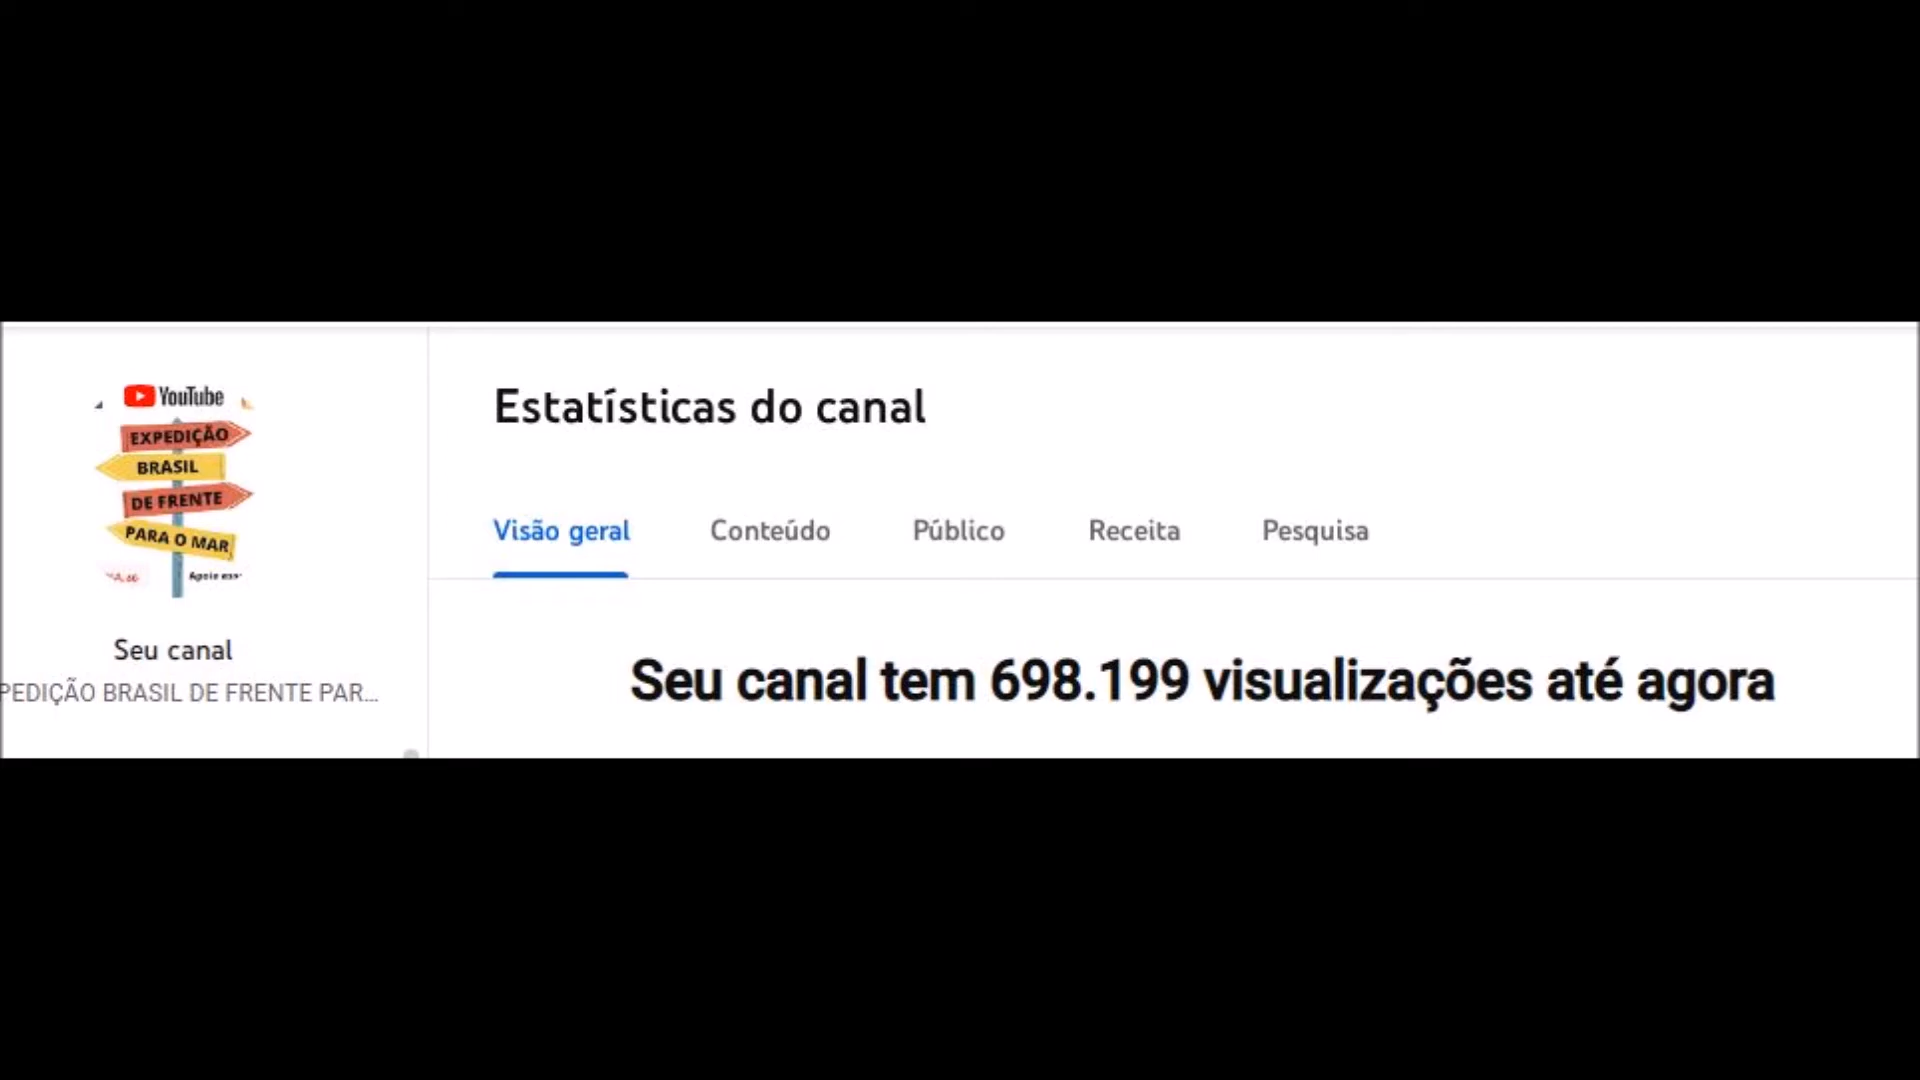 YouTube
EXPEDIÇÃO
BRASIL
DE FRENTE
PARA O MAR
Seu canal
PEDIÇÃO BRASIL DE FRENTE PAR...
Estatísticas do canal
Visão geral Conteúdo Público Receita Pesquisa
Seu canal tem 698.199 visualizações até agora